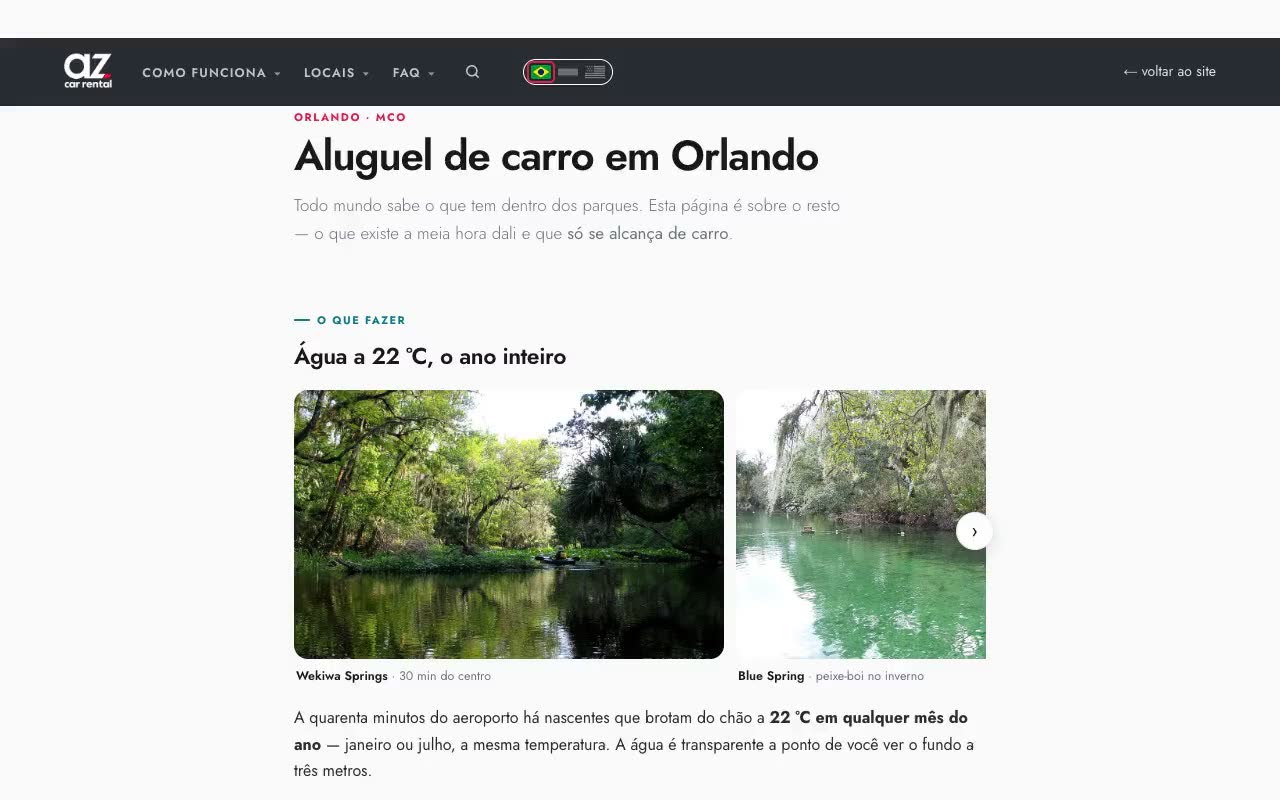 az
car rental
COMO FUNCIONA
LOCAIS
FAQ
← voltar ao site
ORLANDO · MCO
Aluguel de carro em Orlando
Todo mundo sabe o que tem dentro dos parques. Esta página é sobre o resto
— o que existe a meia hora dali e que só se alcança de carro.
O QUE FAZER
Água a 22 °C, o ano inteiro
Wekiwa Springs · 30 min do centro
Blue Spring · peixe-boi no inverno
A quarenta minutos do aeroporto há nascentes que brotam do chão a 22 °C em qualquer mês do
ano — janeiro ou julho, a mesma temperatura. A água é transparente a ponto de você ver o fundo a
três metros.